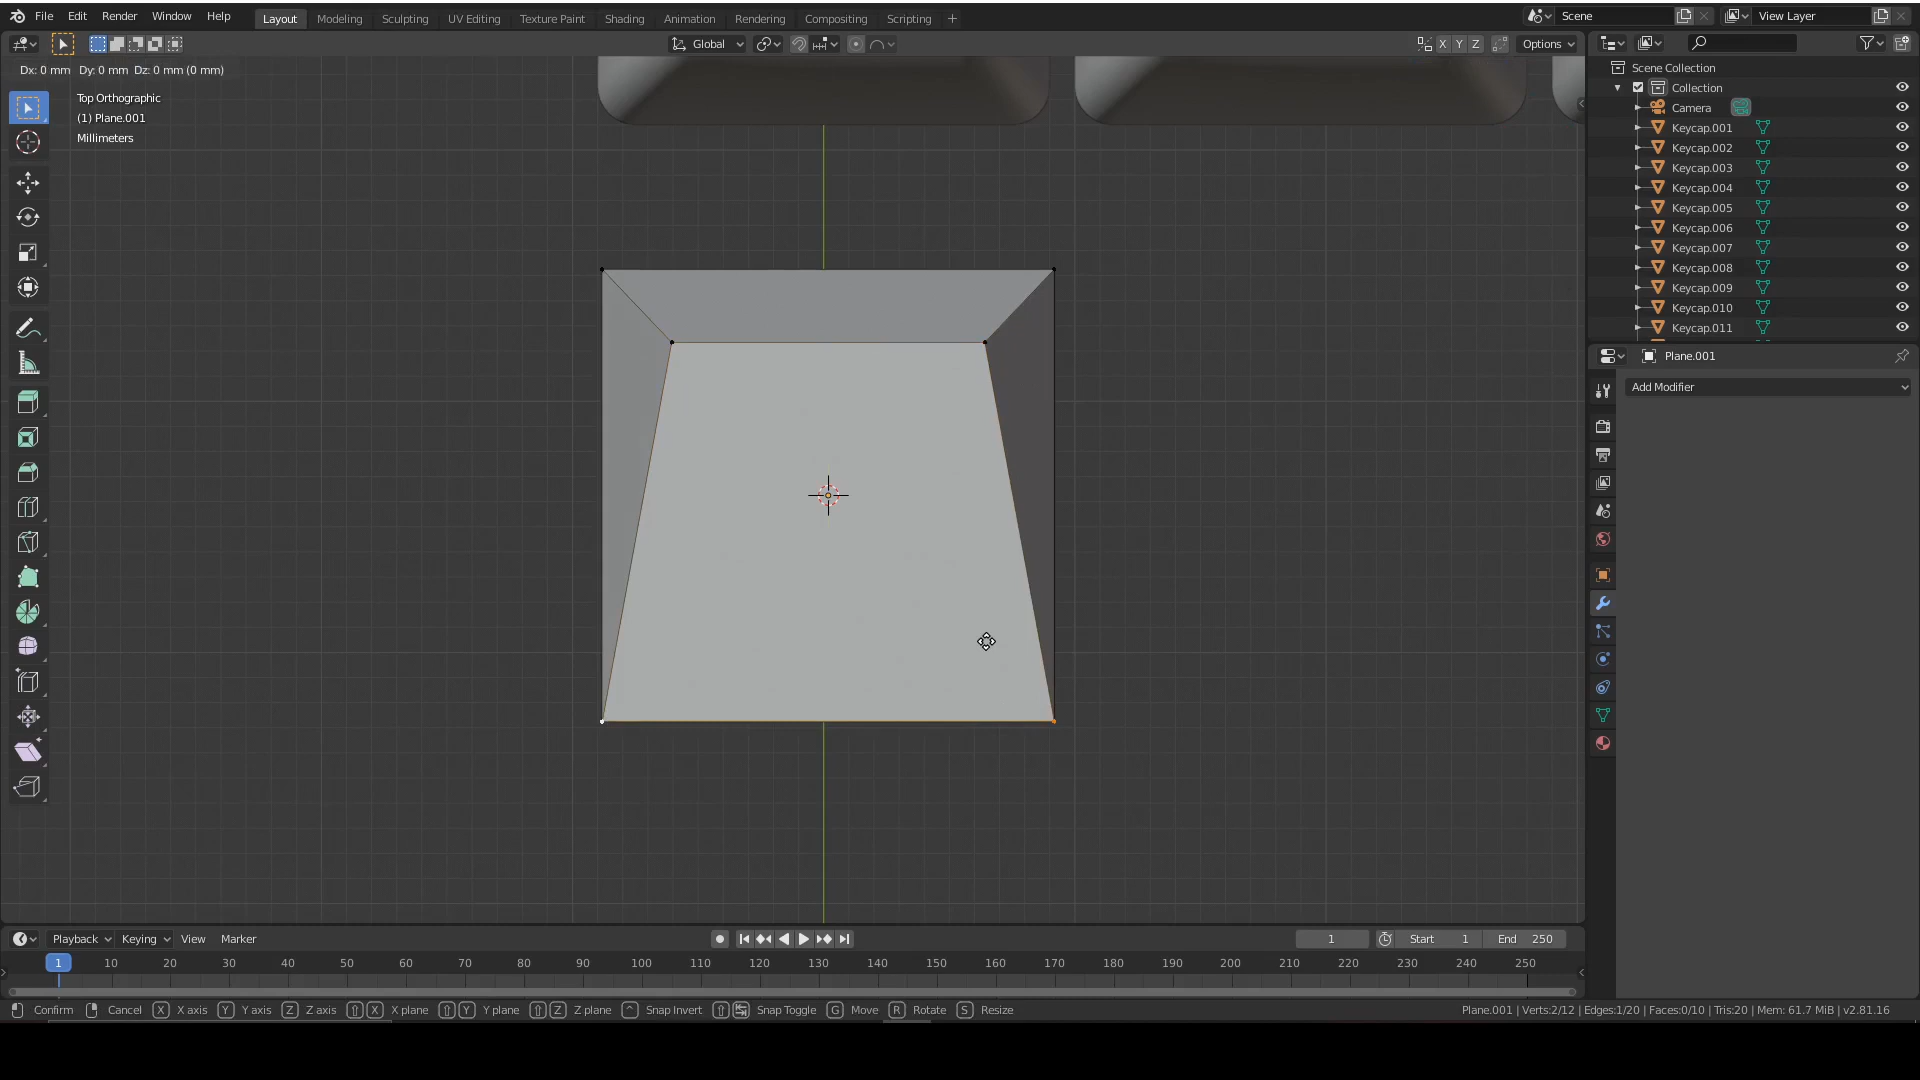 File Edit Render Window Help
Layout Modeling Sculpting UV Editing Texture Paint Shading Animation Rendering Compositing Scripting +
Scene
View Layer
Global
X Y Z
Options
Dx: 0 mm Dy: 0 mm Dz: 0 mm (0 mm)
Top Orthographic
(1) Plane.001
Millimeters
Scene Collection
Collection
Camera
Keycap.001
Keycap.002
Keycap.003
Keycap.004
Keycap.005
Keycap.006
Keycap.007
Keycap.008
Keycap.009
Keycap.010
Keycap.011
Plane.001
Add Modifier
Playback Keying View Marker
1 Start 1 End 250
1 10 20 30 40 50 60 70 80 90 100 110 120 130 140 150 160 170 180 190 200 210 220 230 240 250
Confirm Cancel X X axis Y Y axis Z Z axis X X plane Y Y plane Z Z plane ^ Snap Invert Snap Toggle G Move R Rotate S Resize
Plane.001 | Verts:2/12 | Edges:1/20 | Faces:0/10 | Tris:20 | Mem: 61.7 MiB | v2.81.16